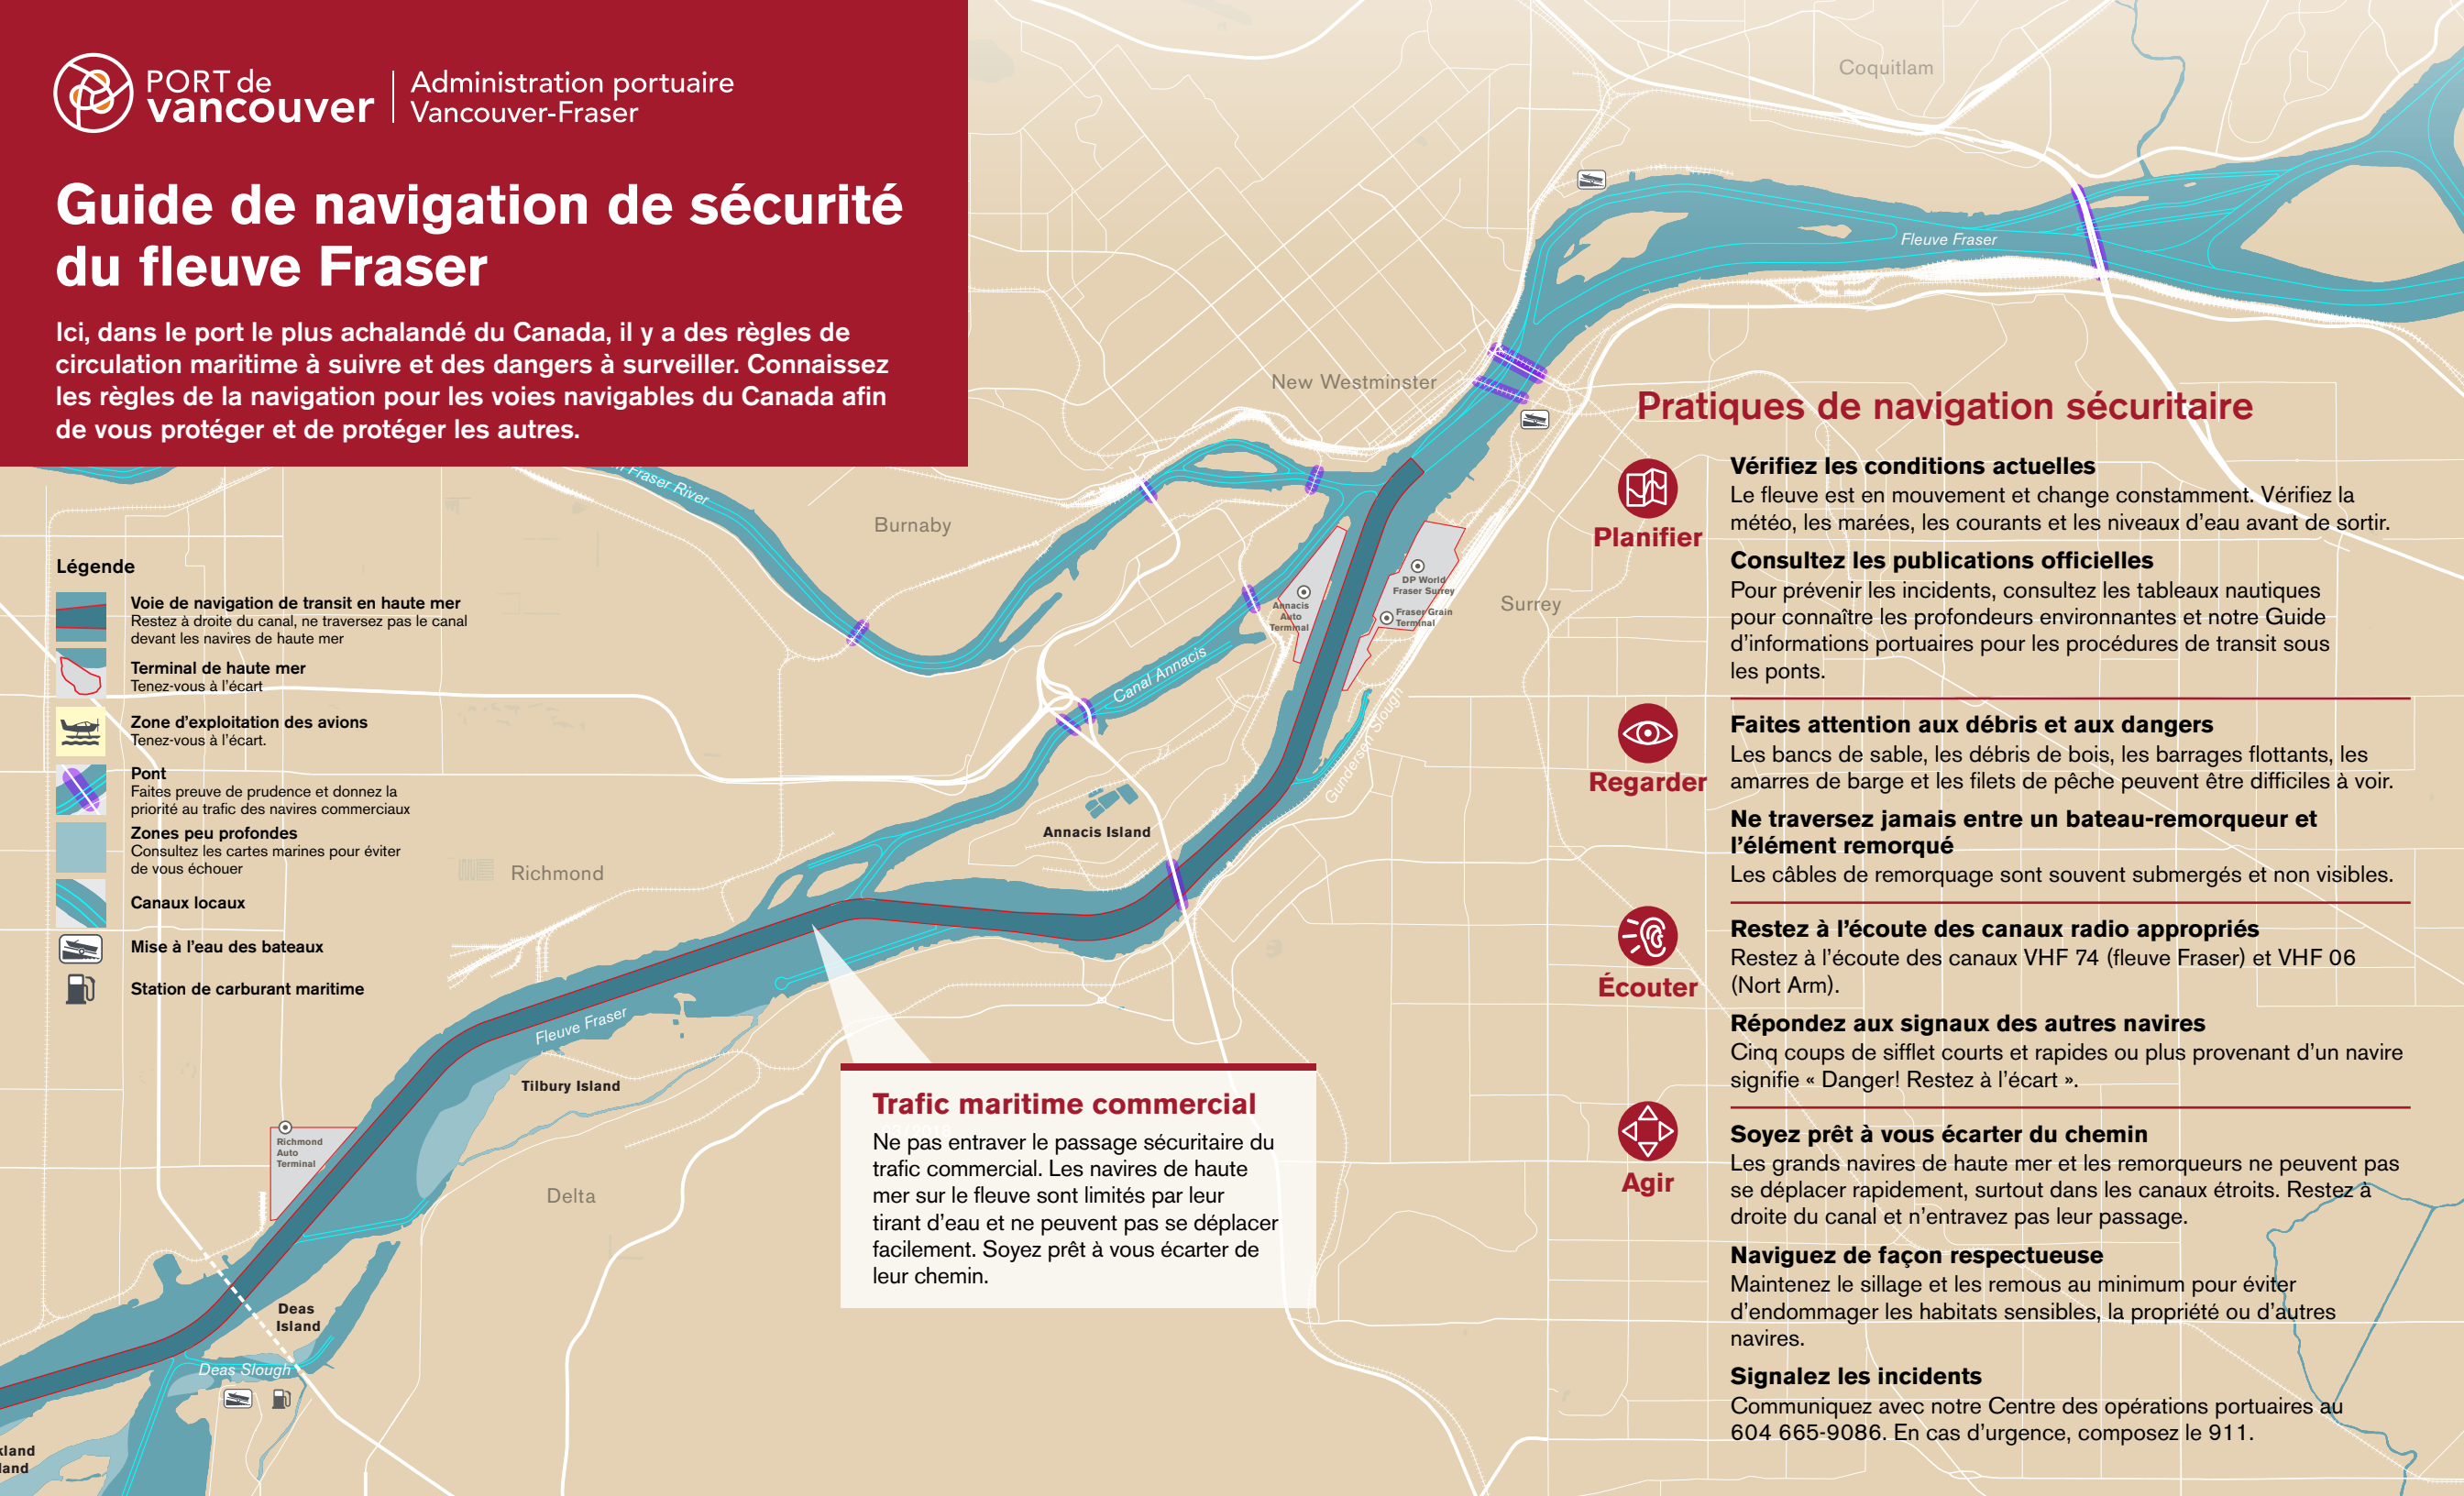 PORT de
vancouver
Administration portuaire
Vancouver-Fraser
Guide de navigation de sécurité
du fleuve Fraser
Ici, dans le port le plus achalandé du Canada, il y a des règles de
circulation maritime à suivre et des dangers à surveiller. Connaissez
les règles de la navigation pour les voies navigables du Canada afin
de vous protéger et de protéger les autres.
Légende
Voie de navigation de transit en haute mer
Restez à droite du canal, ne traversez pas le canal
devant les navires de haute mer
Terminal de haute mer
Tenez-vous à l'écart
Zone d'exploitation des avions
Tenez-vous à l'écart.
Pont
Faites preuve de prudence et donnez la
priorité au trafic des navires commerciaux
Zones peu profondes
Consultez les cartes marines pour éviter
de vous échouer
Canaux locaux
Mise à l'eau des bateaux
Station de carburant maritime
Coquitlam
Fleuve Fraser
New Westminster
Fraser River
Burnaby
DP World
Fraser Surrey
Annacis
Auto
Terminal
Fraser Grain
Terminal
Surrey
Canal Annacis
Gundersen Slough
Annacis Island
Richmond
Fleuve Fraser
Tilbury Island
Richmond
Auto
Terminal
Delta
Deas
Island
Deas Slough
Trafic maritime commercial
Ne pas entraver le passage sécuritaire du
trafic commercial. Les navires de haute
mer sur le fleuve sont limités par leur
tirant d'eau et ne peuvent pas se déplacer
facilement. Soyez prêt à vous écarter de
leur chemin.
Pratiques de navigation sécuritaire
Planifier
Vérifiez les conditions actuelles
Le fleuve est en mouvement et change constamment. Vérifiez la
météo, les marées, les courants et les niveaux d'eau avant de sortir.
Consultez les publications officielles
Pour prévenir les incidents, consultez les tableaux nautiques
pour connaître les profondeurs environnantes et notre Guide
d'informations portuaires pour les procédures de transit sous
les ponts.
Regarder
Faites attention aux débris et aux dangers
Les bancs de sable, les débris de bois, les barrages flottants, les
amarres de barge et les filets de pêche peuvent être difficiles à voir.
Ne traversez jamais entre un bateau-remorqueur et
l'élément remorqué
Les câbles de remorquage sont souvent submergés et non visibles.
Écouter
Restez à l'écoute des canaux radio appropriés
Restez à l'écoute des canaux VHF 74 (fleuve Fraser) et VHF 06
(Nort Arm).
Répondez aux signaux des autres navires
Cinq coups de sifflet courts et rapides ou plus provenant d'un navire
signifie « Danger! Restez à l'écart ».
Agir
Soyez prêt à vous écarter du chemin
Les grands navires de haute mer et les remorqueurs ne peuvent pas
se déplacer rapidement, surtout dans les canaux étroits. Restez à
droite du canal et n'entravez pas leur passage.
Naviguez de façon respectueuse
Maintenez le sillage et les remous au minimum pour éviter
d'endommager les habitats sensibles, la propriété ou d'autres
navires.
Signalez les incidents
Communiquez avec notre Centre des opérations portuaires au
604 665-9086. En cas d'urgence, composez le 911.